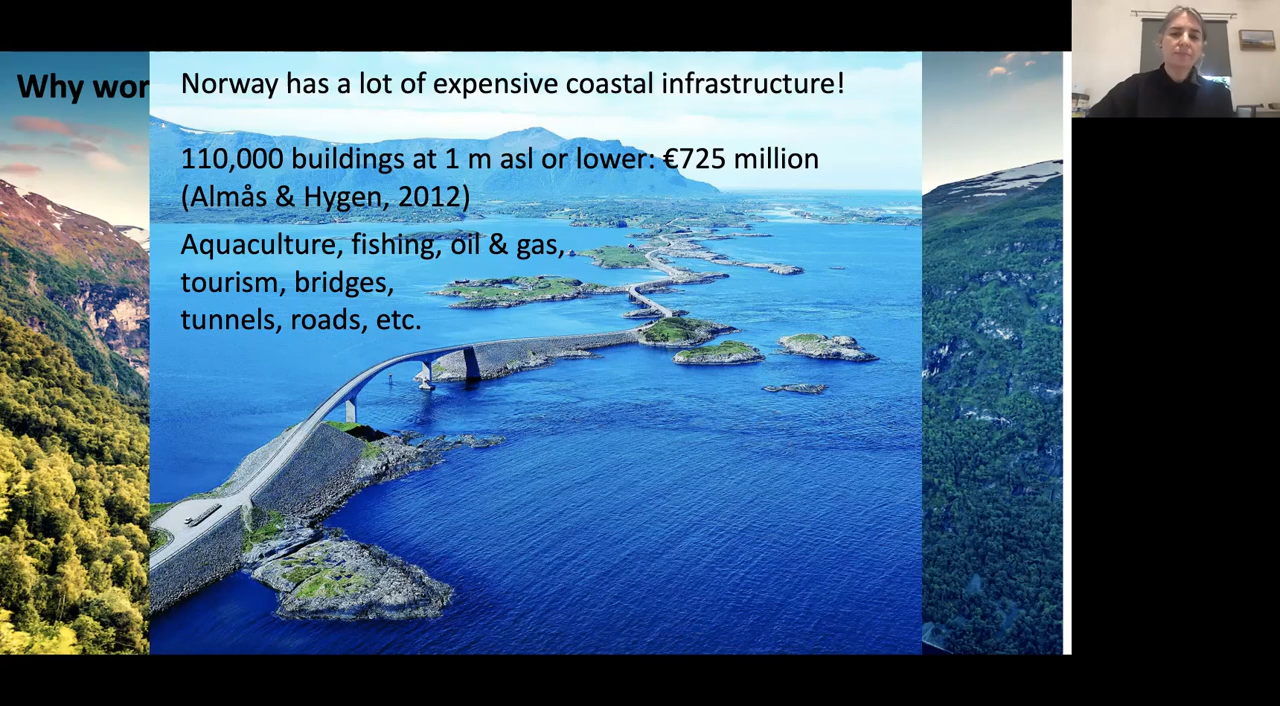 Why wor
Norway has a lot of expensive coastal infrastructure!
110,000 buildings at 1 m asl or lower: €725 million
(Almås & Hygen, 2012)
Aquaculture, fishing, oil & gas,
tourism, bridges,
tunnels, roads, etc.